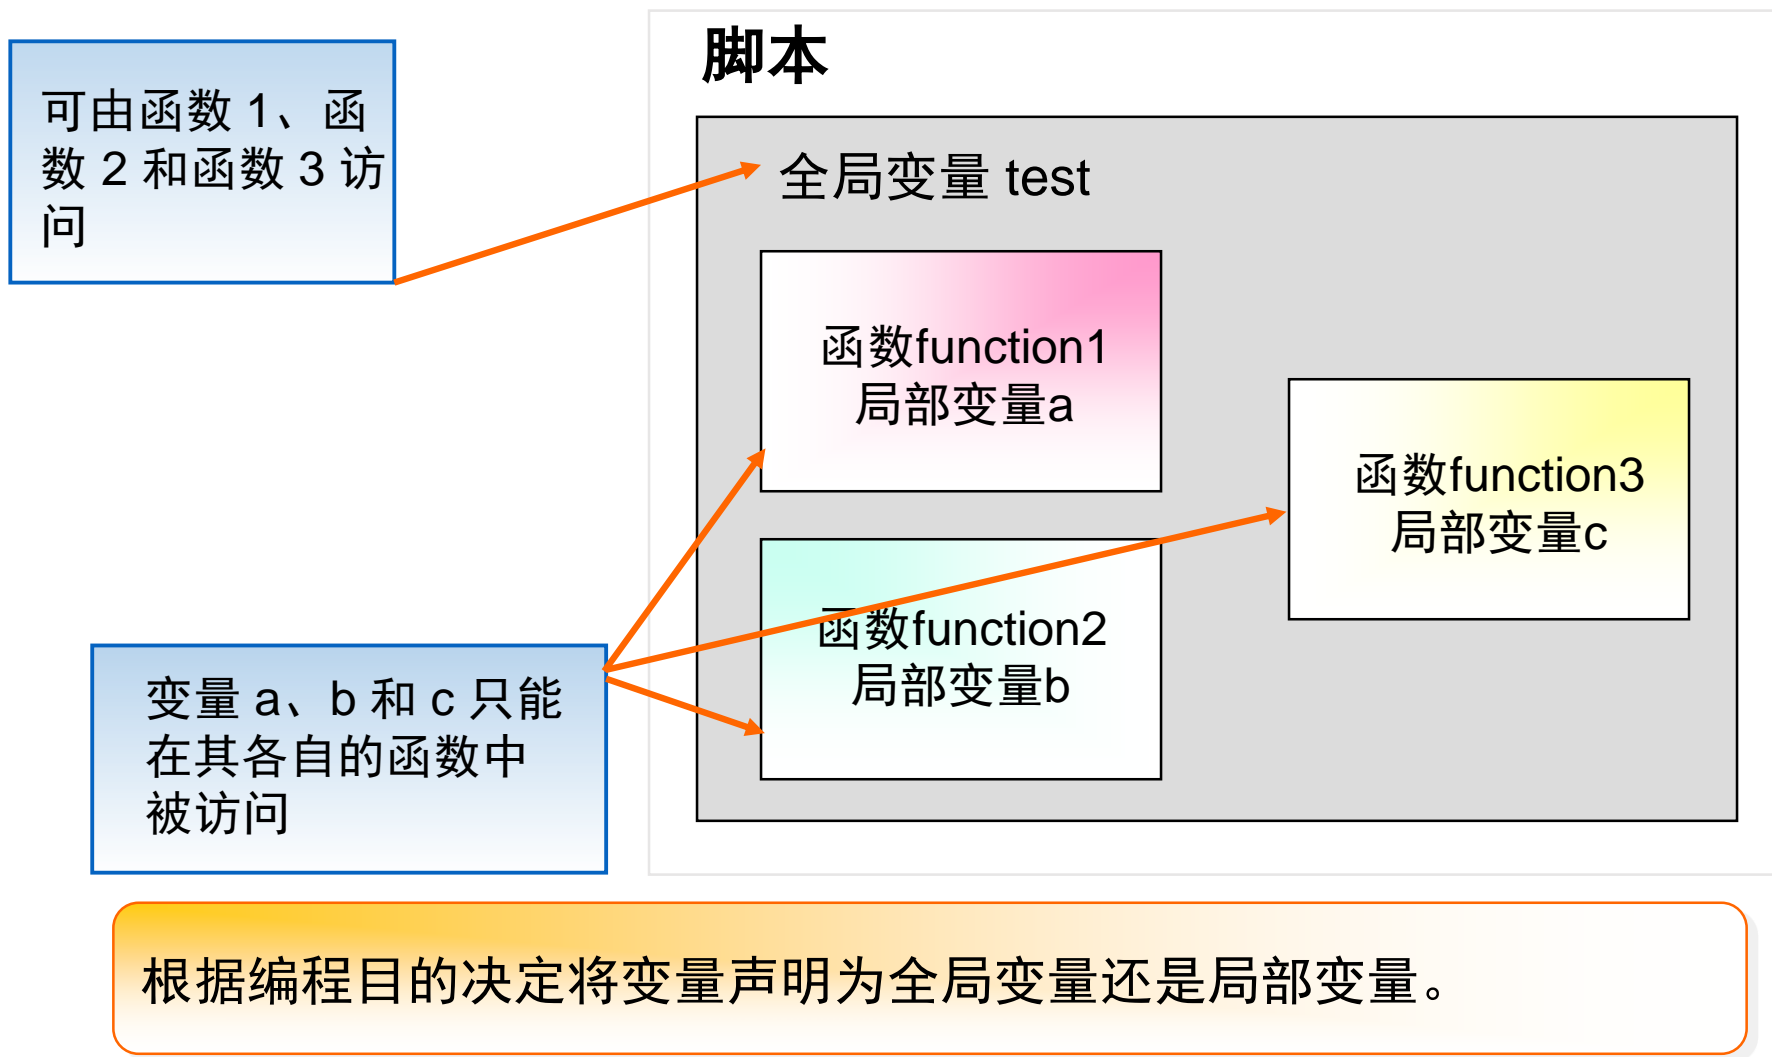 脚本
可由函数 1、函
数 2 和函数 3 访
问
全局变量 test
函数function1
局部变量a
函数function3
局部变量c
函数function2
局部变量b
变量 a、b 和 c 只能
在其各自的函数中
被访问
根据编程目的决定将变量声明为全局变量还是局部变量。